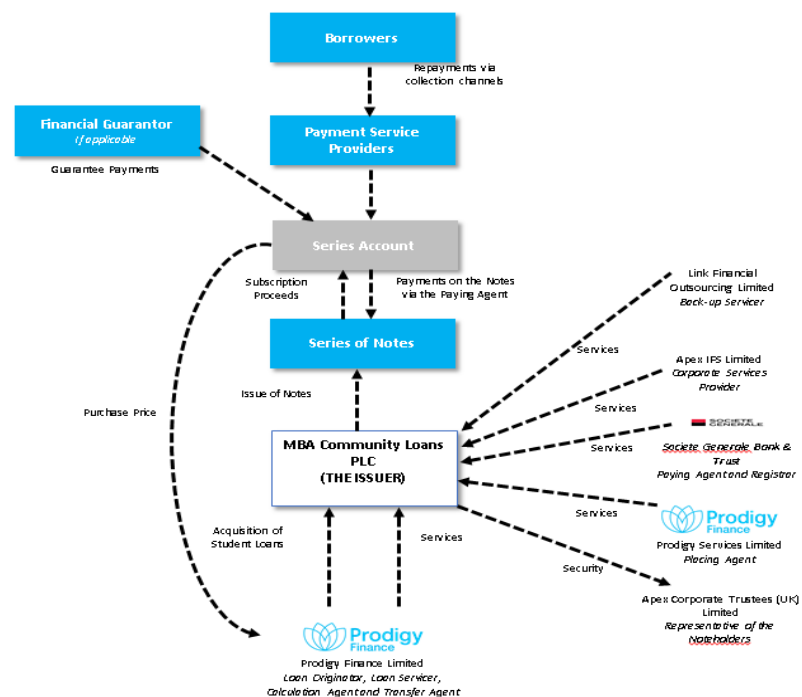 Borrowers
Repayments via
collection channels
Financial Guarantor
If applicable
Payment Service
Providers
Guarantee Payments
Series Account
Subscription
Proceeds
Payments on the Notes
via the Paying Agent
Link Financial
Outsourcing Limited
Back-up Servicer
Series of Notes
Services
Apex IFS Limited
Corporate Services
Provider
Issue of Notes
Purchase Price
Services
SOCIETE
GENERALE
MBA Community Loans
PLC
(THE ISSUER)
Services
Societe Generale Bank &
Trust
Paying Agent and Registrar
Services
Prodigy
Finance
Prodigy Services Limited
Placing Agent
Acquisition of
Student Loans
Services
Security
Apex Corporate Trustees (UK)
Limited
Representative of the
Noteholders
Prodigy
Finance
Prodigy Finance Limited
Loan Originator, Loan Servicer,
Calculation Agent and Transfer Agent